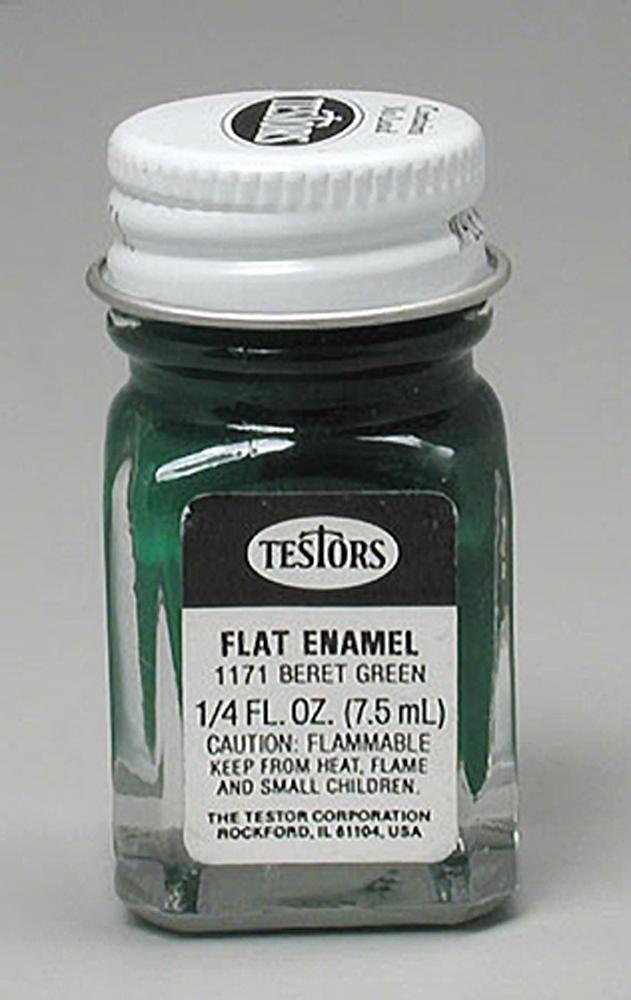 TESTORS
TESTORS
FLAT ENAMEL
1171 BERET GREEN
1/4 FL. OZ. (7.5 mL)
CAUTION: FLAMMABLE
KEEP FROM HEAT, FLAME
AND SMALL CHILDREN.
THE TESTOR CORPORATION
ROCKFORD, IL 61104, USA